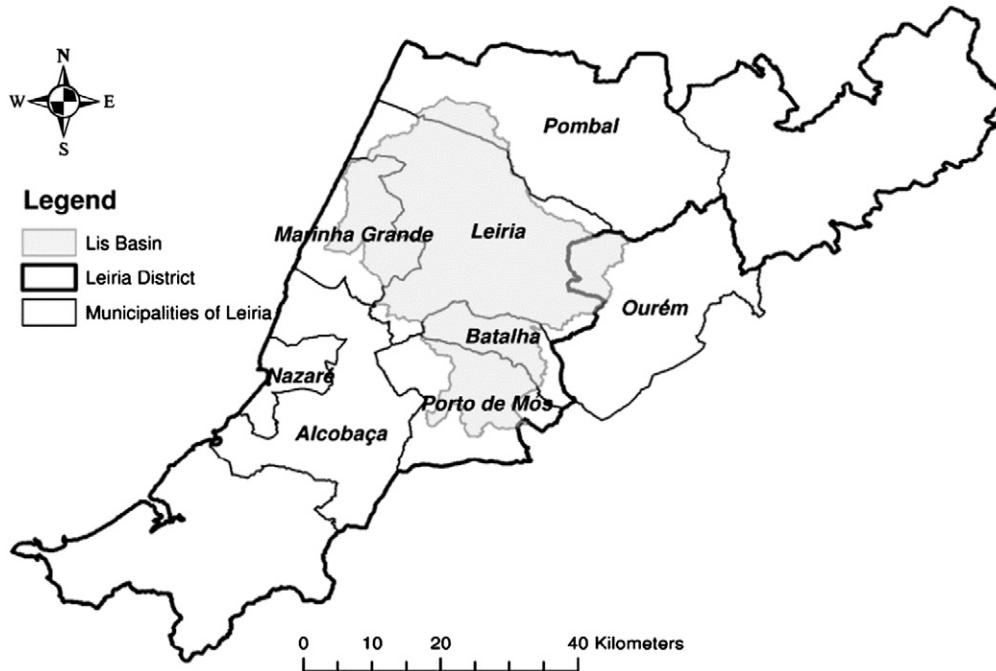 N
W E
S
Legend
Lis Basin
Leiria District
Municipalities of Leiria
Pombal
Marinha Grande
Leiria
Ourém
Batalha
Nazaré
Porto de Mós
Alcobaça
0 10 20 40 Kilometers